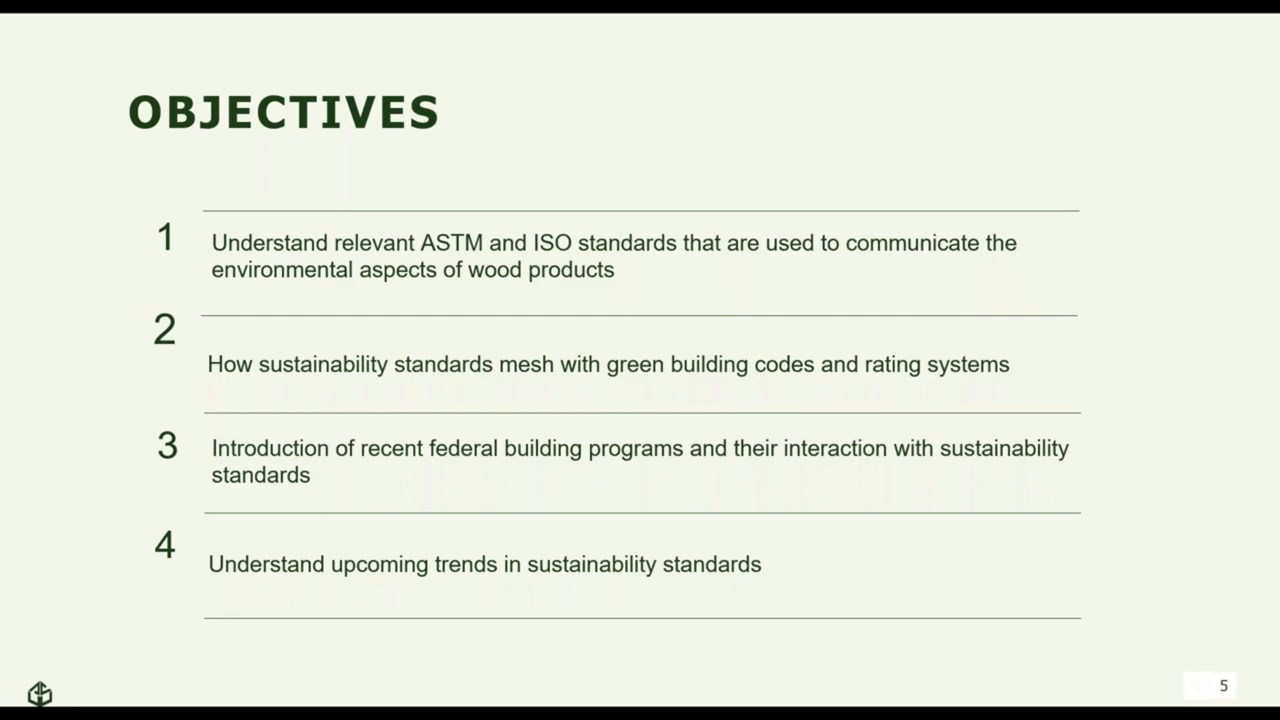 OBJECTIVES
1
Understand relevant ASTM and ISO standards that are used to communicate the
environmental aspects of wood products
2
How sustainability standards mesh with green building codes and rating systems
3
Introduction of recent federal building programs and their interaction with sustainability
standards
4
Understand upcoming trends in sustainability standards
5